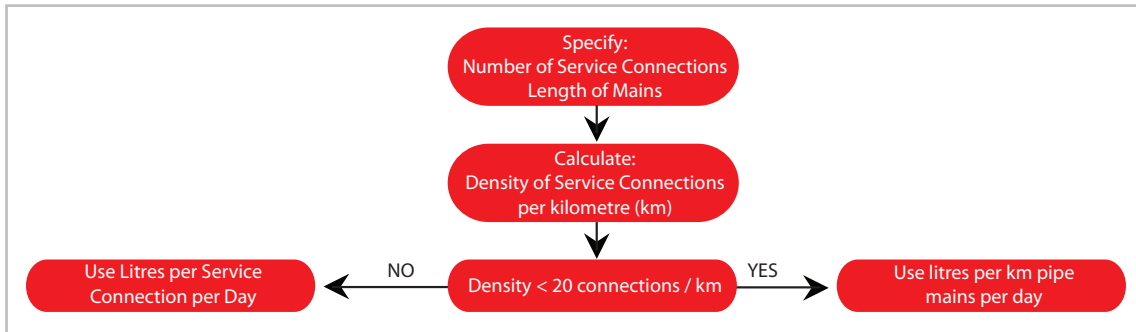 Specify:
Number of Service Connections
Length of Mains
Calculate:
Density of Service Connections
per kilometre (km)
Use Litres per Service
Connection per Day
NO
Density < 20 connections / km
YES
Use litres per km pipe
mains per day